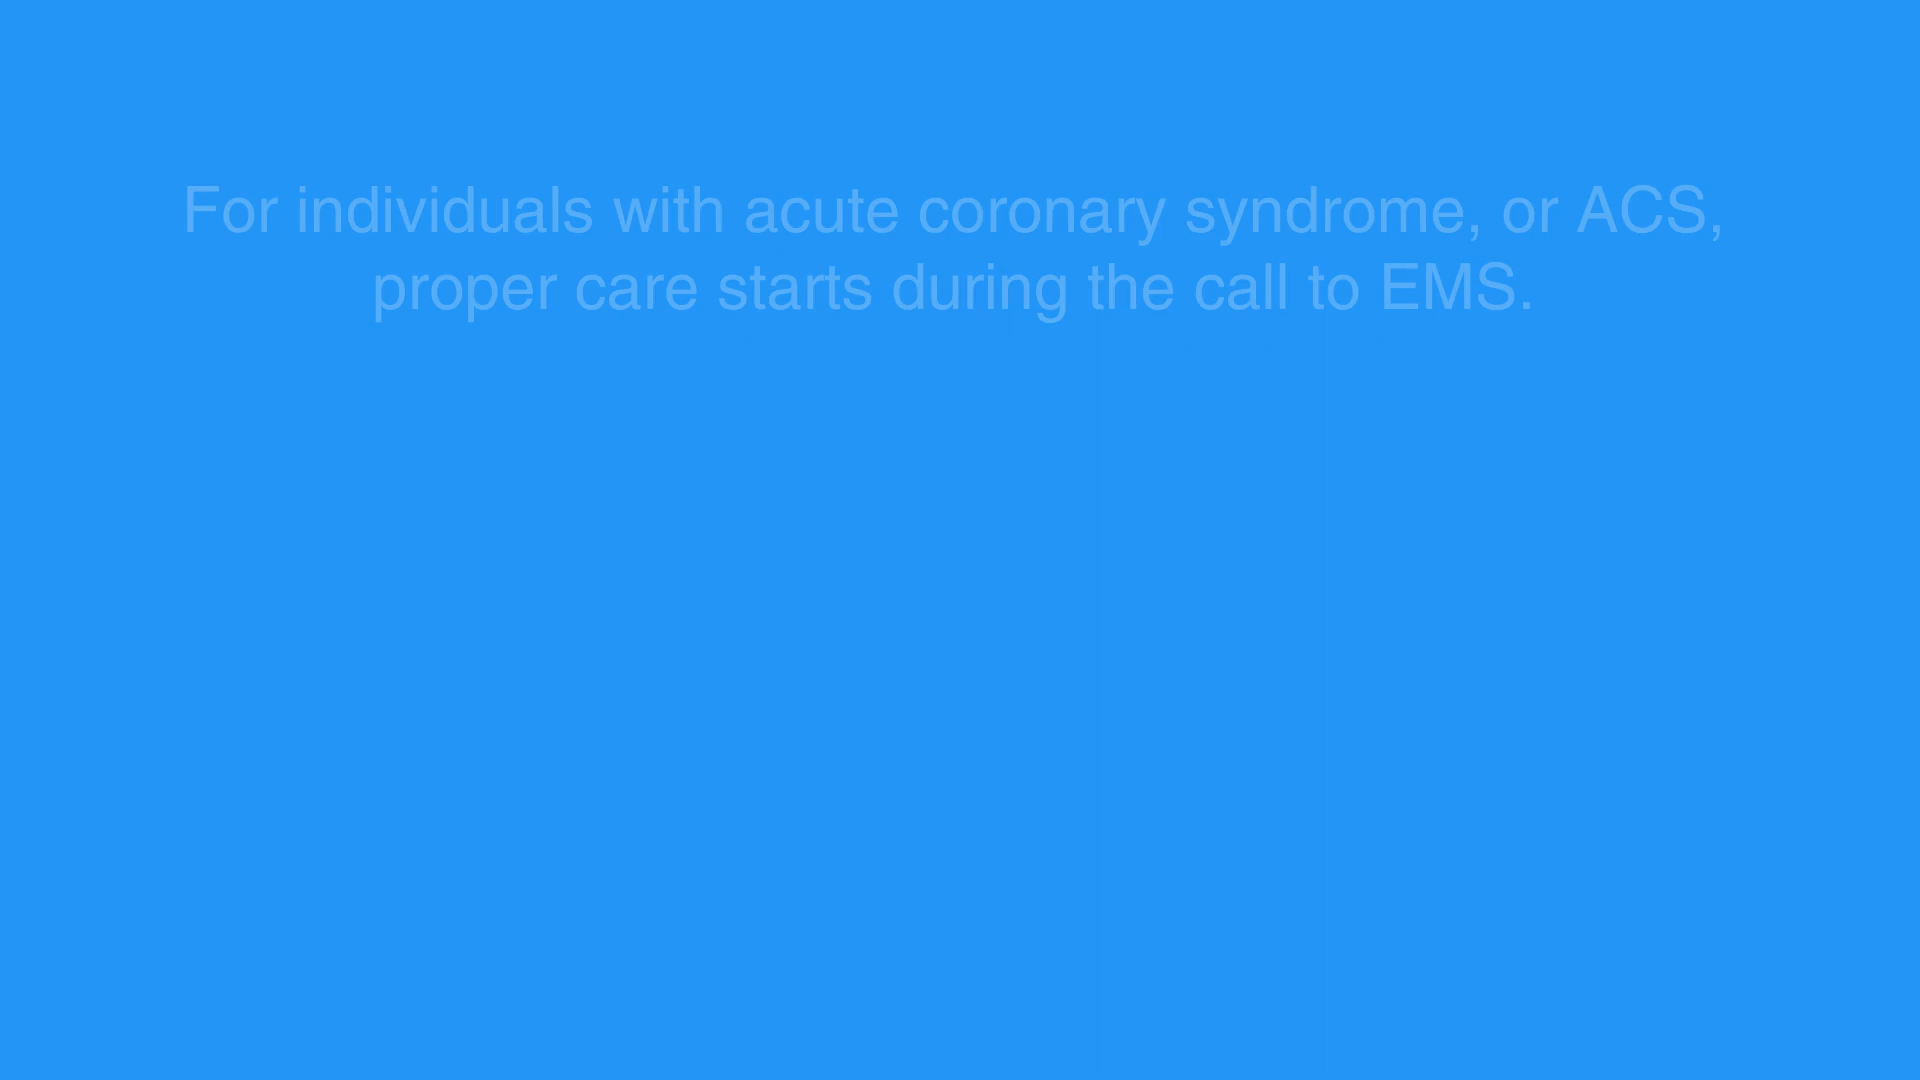 For individuals with acute coronary syndrome, or ACS,
proper care starts during the call to EMS.